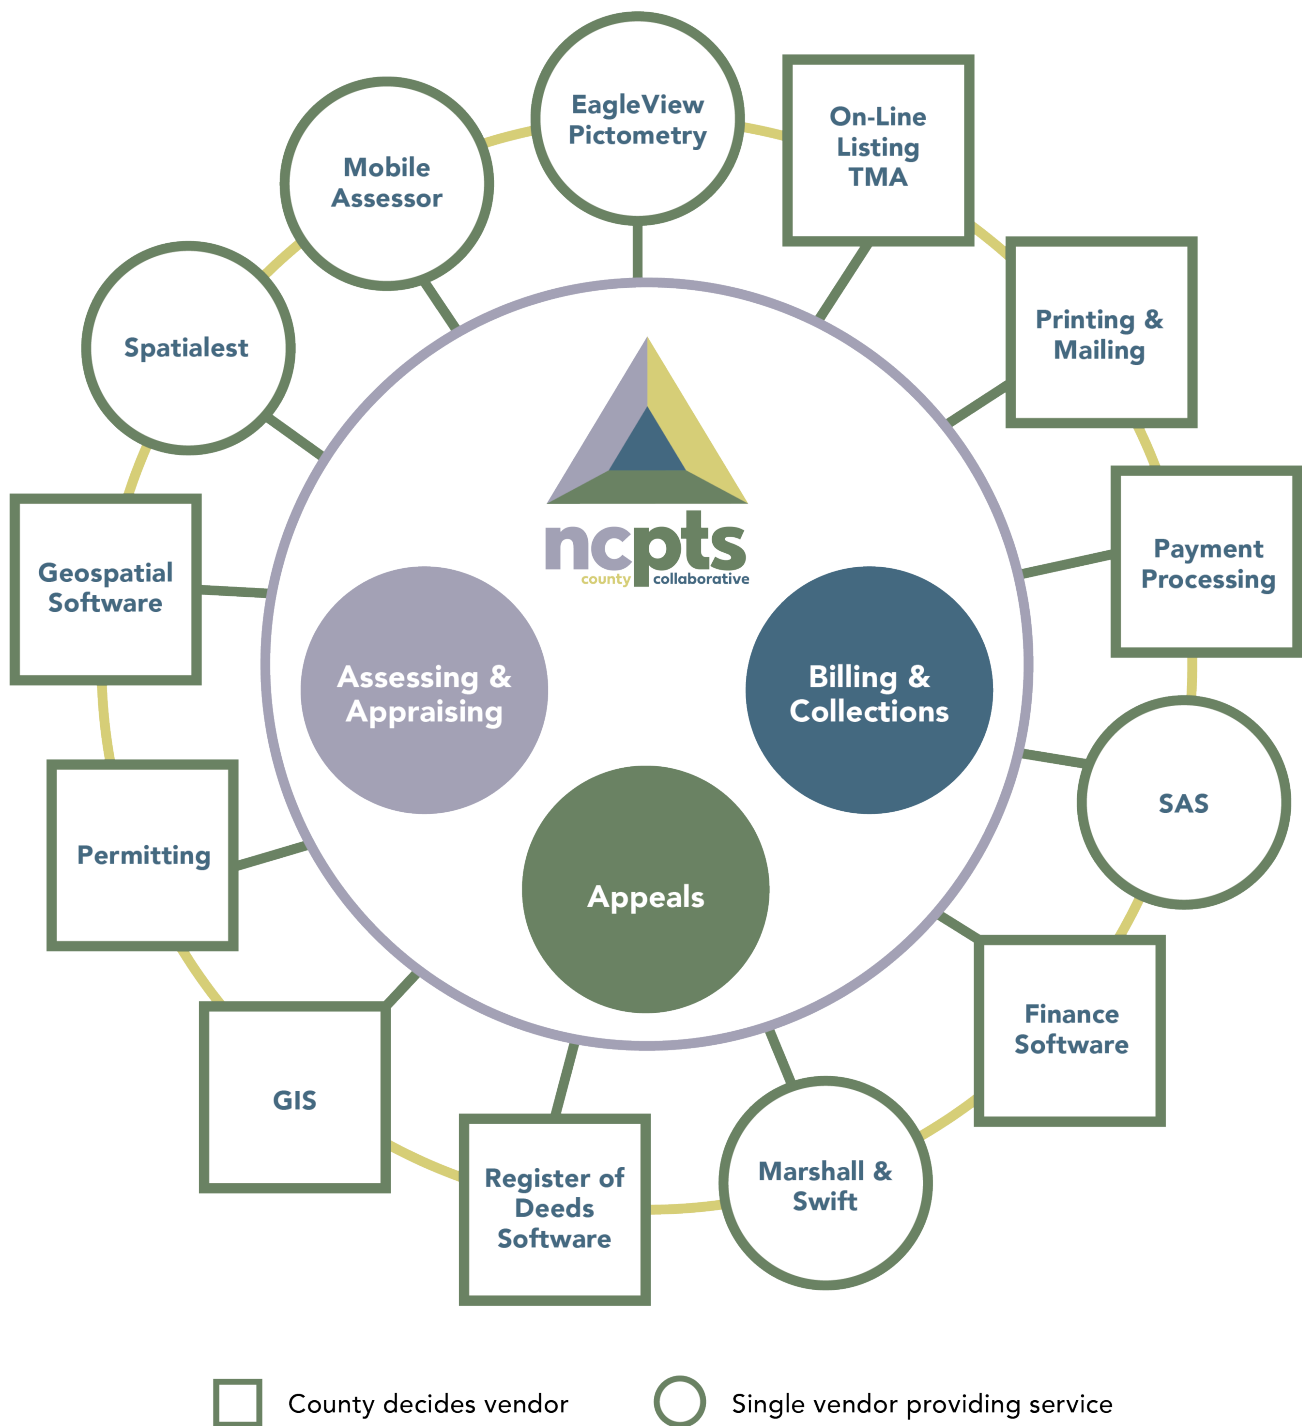 EagleView
Pictometry
On-Line
Listing
TMA
Mobile
Assessor
Printing &
Mailing
Spatialest
ncpts
county collaborative
Geospatial
Software
Payment
Processing
Assessing &
Appraising
Billing &
Collections
Permitting
SAS
Appeals
GIS
Finance
Software
Register of
Deeds
Software
Marshall &
Swift
County decides vendor
Single vendor providing service